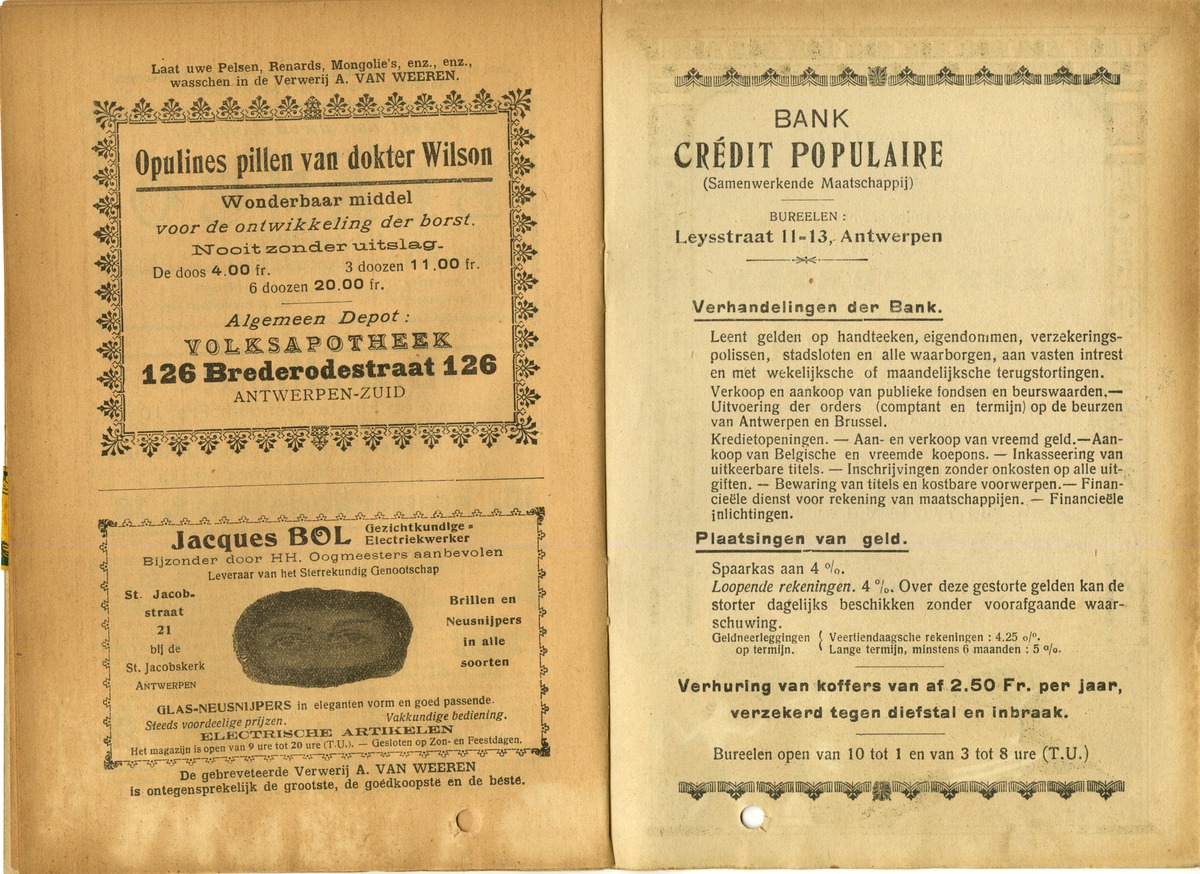 Laat uwe Pelsen, Renards, Mongolie's, enz., enz.,
wasschen in de Verwerij A. VAN WEEREN.
Opulines pillen van dokter Wilson
Wonderbaar middel
voor de ontwikkeling der borst.
Nooit zonder uitslag.
De doos 4.00 fr. 3 doozen 11.00 fr.
6 doozen 20.00 fr.
Algemeen Depot:
VOLKSAPOTHEEK
126 Brederodestraat 126
ANTWERPEN-ZUID
Jacques BOL Gezichtkundige =
Electriekwerker
Bijzonder door HH. Oogmeesters aanbevolen
Leveraar van het Sterrekundig Genootschap
St. Jacob-
straat
21
bij de
St. Jacobskerk
ANTWERPEN
Brillen en
Neusnijpers
in alle
soorten
GLAS-NEUSNIJPERS in eleganten vorm en goed passende.
Steeds voordeelige prijzen. Vakkundige bediening.
ELECTRISCHE ARTIKELEN
Het magazijn is open van 9 ure tot 20 ure (T.U.). — Gesloten op Zon- en Feestdagen.
De gebreveteerde Verwerij A. VAN WEEREN
is ontegensprekelijk de grootste, de goedkoopste en de beste.
BANK
CRÉDIT POPULAIRE
(Samenwerkende Maatschappij)
BUREELEN :
Leysstraat 11-13, Antwerpen
Verhandelingen der Bank.
Leent gelden op handteeken, eigendommen, verzekerings-
polissen, stadsloten en alle waarborgen, aan vasten intrest
en met wekelijksche of maandelijksche terugstortingen.
Verkoop en aankoop van publieke fondsen en beurswaarden.—
Uitvoering der orders (comptant en termijn) op de beurzen
van Antwerpen en Brussel.
Kredietopeningen. — Aan- en verkoop van vreemd geld.—Aan-
koop van Belgische en vreemde koepons. — Inkasseering van
uitkeerbare titels. — Inschrijvingen zonder onkosten op alle uit-
giften. — Bewaring van titels en kostbare voorwerpen.— Finan-
cieële dienst voor rekening van maatschappijen. — Financieële
inlichtingen.
Plaatsingen van geld.
Spaarkas aan 4 %.
Loopende rekeningen. 4 %. Over deze gestorte gelden kan de
storter dagelijks beschikken zonder voorafgaande waar-
schuwing.
Geldneerleggingen { Veertiendaagsche rekeningen : 4.25 o/o.
op termijn. Lange termijn, minstens 6 maanden : 5 %.
Verhuring van koffers van af 2.50 Fr. per jaar,
verzekerd tegen diefstal en inbraak.
Bureelen open van 10 tot 1 en van 3 tot 8 ure (T.U.)